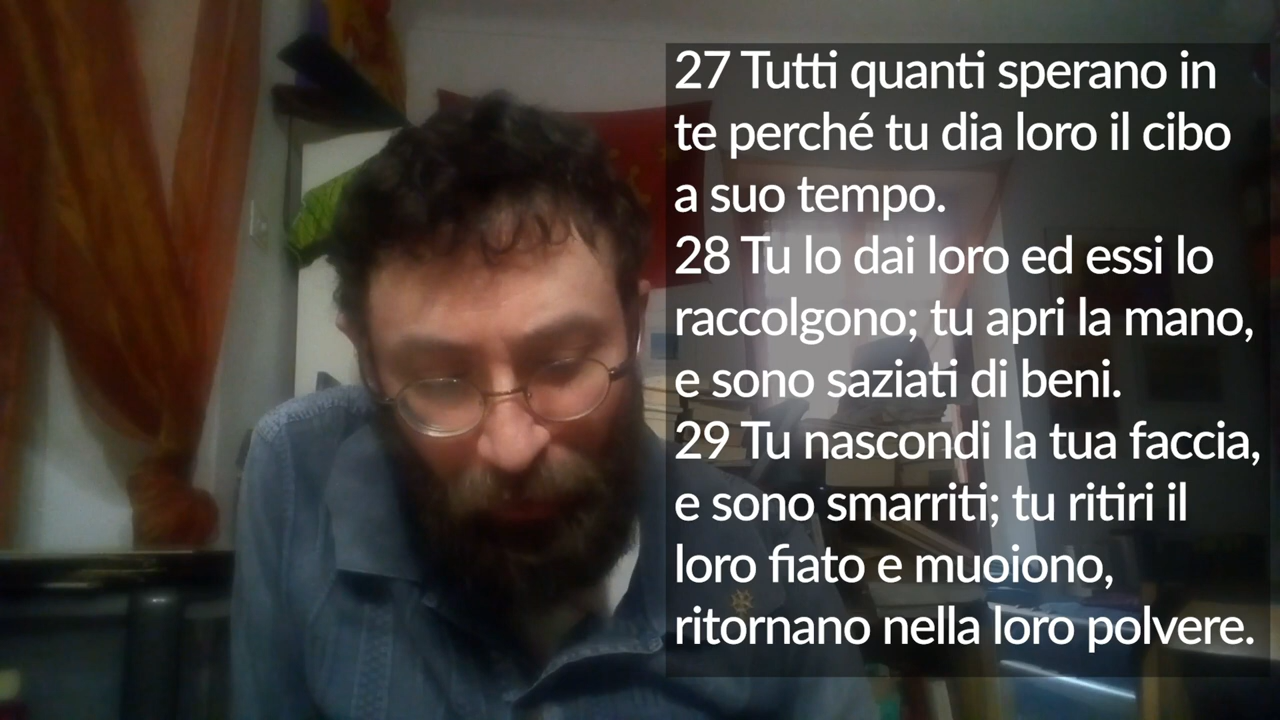 27 Tutti quanti sperano in
te perché tu dia loro il cibo
a suo tempo.
28 Tu lo dai loro ed essi lo
raccolgono; tu apri la mano,
e sono saziati di beni.
29 Tu nascondi la tua faccia,
e sono smarriti; tu ritiri il
loro fiato e muoiono,
ritornano nella loro polvere.